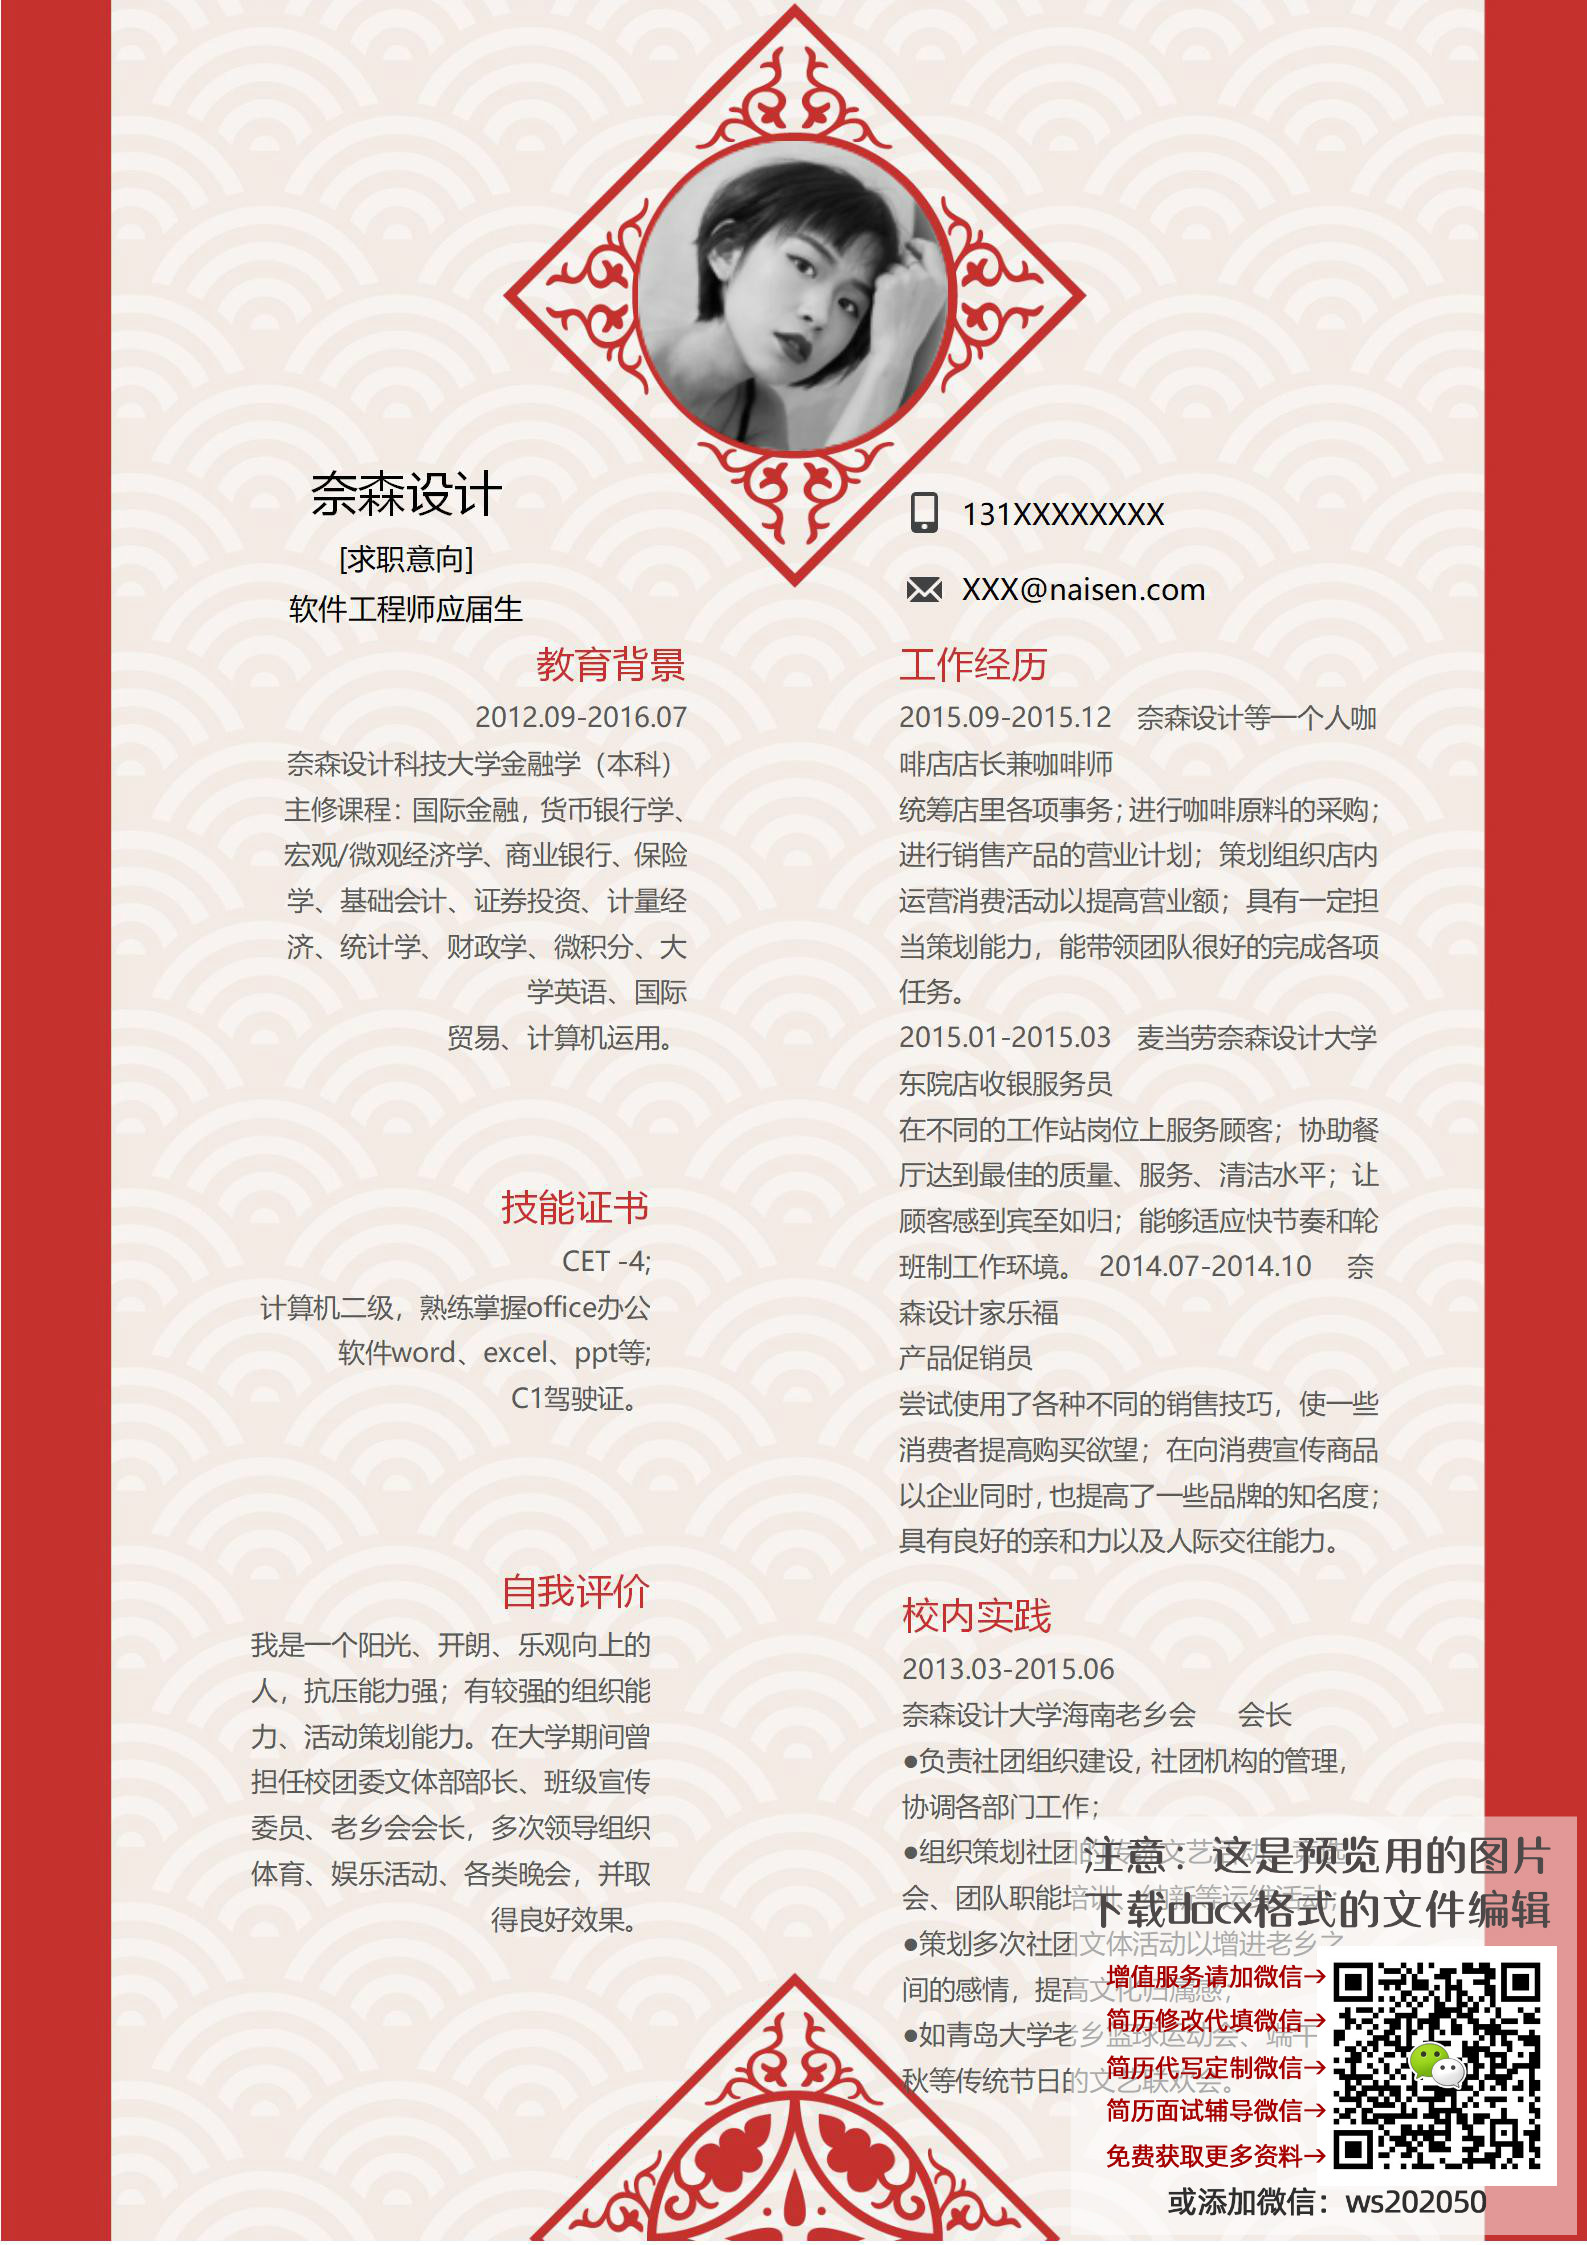 奈森设计
[求职意向]
软件工程师应届生
131XXXXXXXX
XXX@naisen.com
教育背景
2012.09-2016.07
奈森设计科技大学金融学（本科）
主修课程：国际金融，货币银行学、
宏观/微观经济学、商业银行、保险
学、基础会计、证券投资、计量经
济、统计学、财政学、微积分、大
学英语、国际
贸易、计算机运用。
技能证书
CET -4;
计算机二级，熟练掌握office办公
软件word、excel、ppt等;
C1驾驶证。
自我评价
我是一个阳光、开朗、乐观向上的
人，抗压能力强；有较强的组织能
力、活动策划能力。在大学期间曾
担任校团委文体部部长、班级宣传
委员、老乡会会长，多次领导组织
体育、娱乐活动、各类晚会，并取
得良好效果。
工作经历
2015.09-2015.12 奈森设计等一个人咖
啡店店长兼咖啡师
统筹店里各项事务；进行咖啡原料的采购；
进行销售产品的营业计划；策划组织店内
运营消费活动以提高营业额；具有一定担
当策划能力，能带领团队很好的完成各项
任务。
2015.01-2015.03 麦当劳奈森设计大学
东院店收银服务员
在不同的工作站岗位上服务顾客；协助餐
厅达到最佳的质量、服务、清洁水平；让
顾客感到宾至如归；能够适应快节奏和轮
班制工作环境。 2014.07-2014.10 奈
森设计家乐福
产品促销员
尝试使用了各种不同的销售技巧，使一些
消费者提高购买欲望；在向消费宣传商品
以企业同时，也提高了一些品牌的知名度；
具有良好的亲和力以及人际交往能力。
校内实践
2013.03-2015.06
奈森设计大学海南老乡会 会长
●负责社团组织建设，社团机构的管理，
协调各部门工作；
●组织策划社团的传统文艺活动、
会、团队职能培训、纳新等运维活动；
●策划多次社团文体活动以增进老乡之
间的感情，提高文化归属感；
●如青岛大学老乡篮球运动会、端午
秋等传统节日的文艺联欢会。
注意：这是预览用的图片
下载docx格式的文件编辑
增值服务请加微信→
简历修改代填微信→
简历代写定制微信→
简历面试辅导微信→
免费获取更多资料→
或添加微信：ws202050